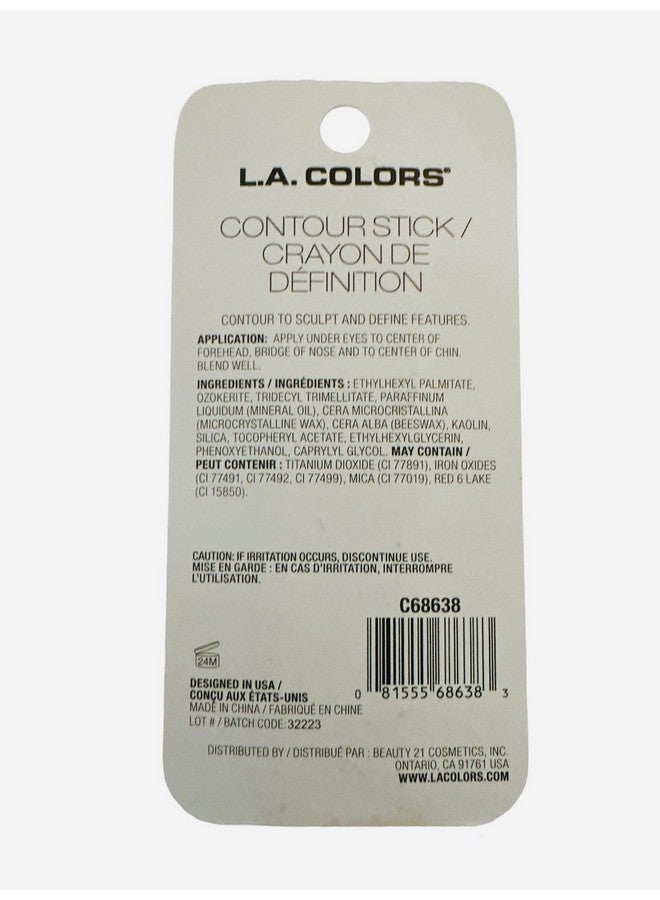 L.A. COLORS®
CONTOUR STICK /
CRAYON DE
DÉFINITION
CONTOUR TO SCULPT AND DEFINE FEATURES.
APPLICATION: APPLY UNDER EYES TO CENTER OF
FOREHEAD, BRIDGE OF NOSE AND TO CENTER OF CHIN.
BLEND WELL.
INGREDIENTS / INGRÉDIENTS : ETHYLHEXYL PALMITATE,
OZOKERITE, TRIDECYL TRIMELLITATE, PARAFFINUM
LIQUIDUM (MINERAL OIL), CERA MICROCRISTALLINA
(MICROCRYSTALLINE WAX), CERA ALBA (BEESWAX), KAOLIN,
SILICA, TOCOPHERYL ACETATE, ETHYLHEXYLGLYCERIN,
PHENOXYETHANOL, CAPRYLYL GLYCOL. MAY CONTAIN /
PEUT CONTENIR : TITANIUM DIOXIDE (CI 77891), IRON OXIDES
(CI 77491, CI 77492, CI 77499), MICA (CI 77019), RED 6 LAKE
(CI 15850).
CAUTION: IF IRRITATION OCCURS, DISCONTINUE USE.
MISE EN GARDE : EN CAS D'IRRITATION, INTERROMPRE
L'UTILISATION.
C68638
24M
0 81555 68638 3
DESIGNED IN USA /
CONÇU AUX ÉTATS-UNIS
MADE IN CHINA / FABRIQUÉ EN CHINE
LOT # / BATCH CODE: 32223
DISTRIBUTED BY / DISTRIBUÉ PAR : BEAUTY 21 COSMETICS, INC.
ONTARIO, CA 91761 USA
WWW.LACOLORS.COM